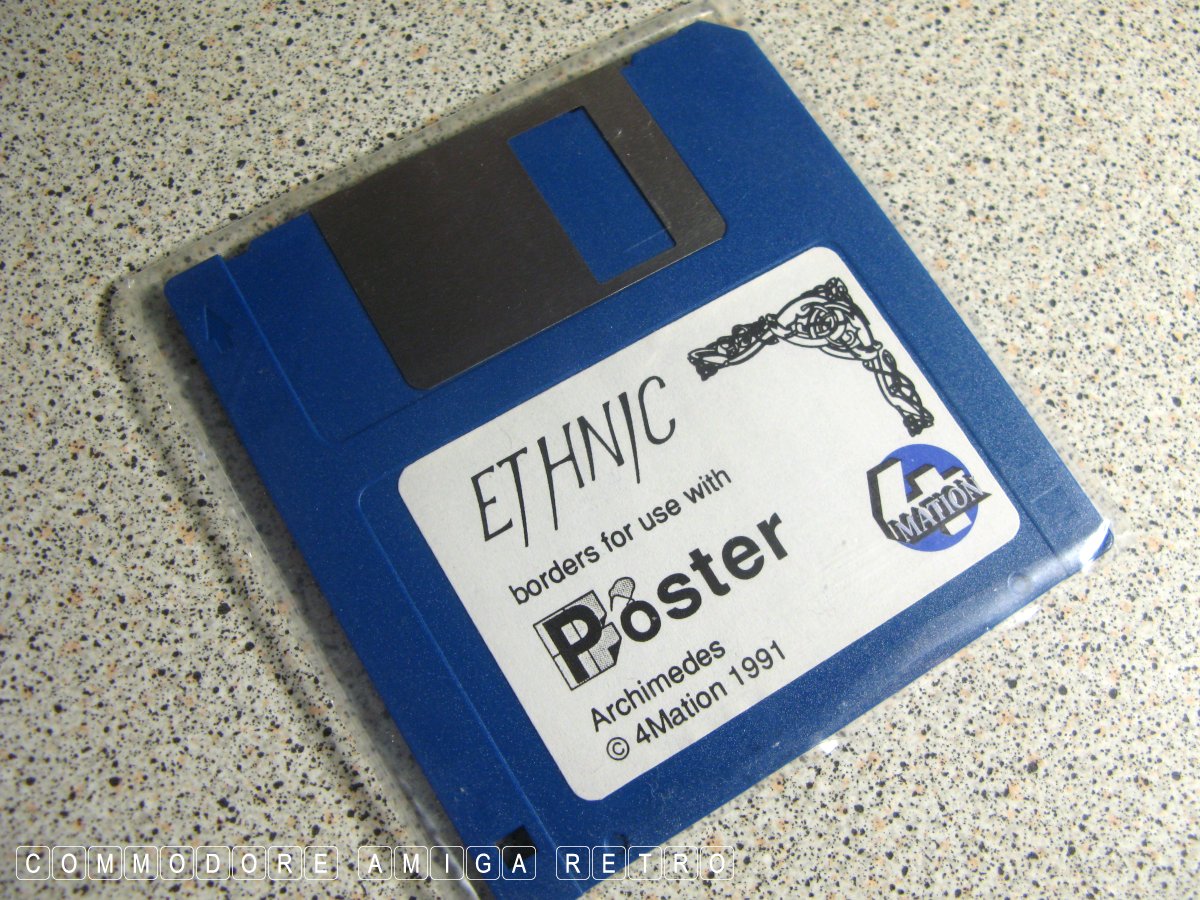 ETHNIC
borders for use with
Poster
Archimedes
© 4Mation 1991
4
MATION
COMMODORE AMIGA RETRO